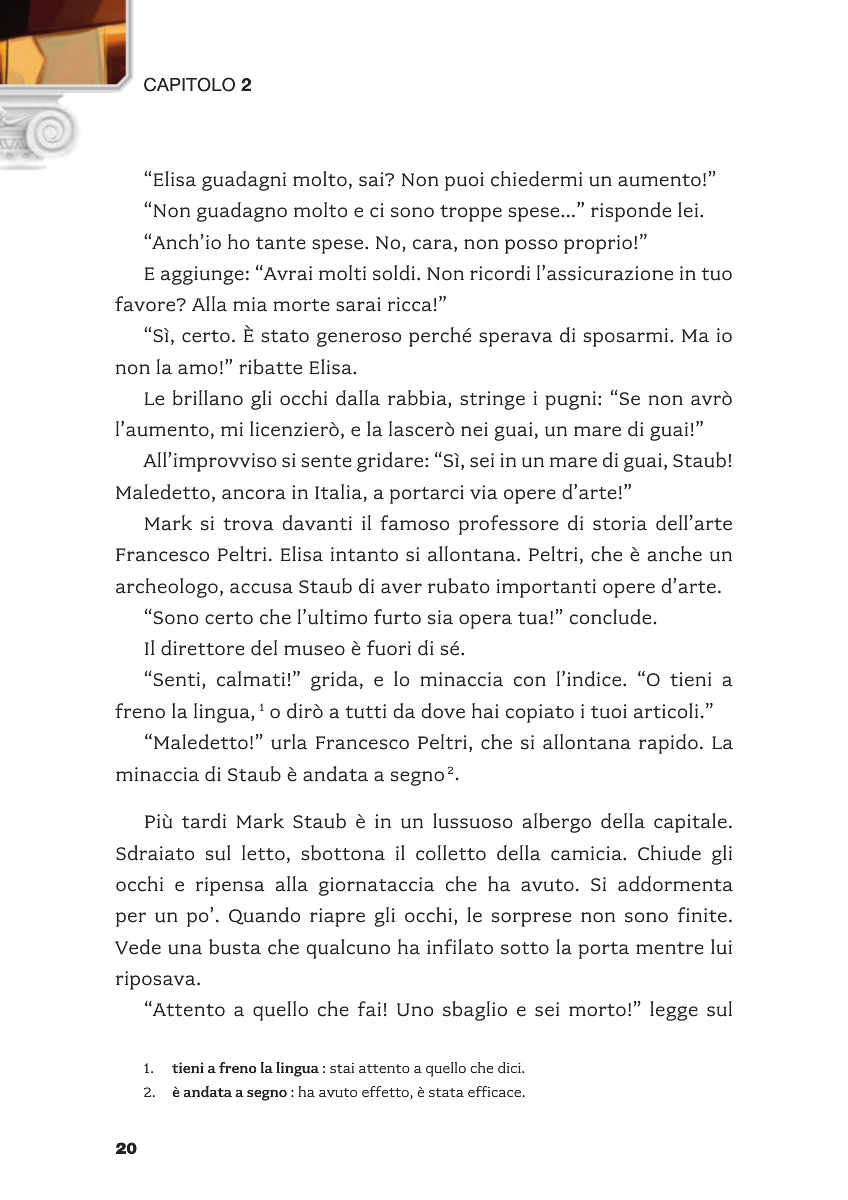 CAPITOLO 2
“Elisa guadagni molto, sai? Non puoi chiedermi un aumento!”
“Non guadagno molto e ci sono troppe spese...” risponde lei.
“Anch’io ho tante spese. No, cara, non posso proprio!”
E aggiunge: “Avrai molti soldi. Non ricordi l’assicurazione in tuo
favore? Alla mia morte sarai ricca!”
“Sì, certo. È stato generoso perché sperava di sposarmi. Ma io
non la amo!” ribatte Elisa.
Le brillano gli occhi dalla rabbia, stringe i pugni: “Se non avrò
l’aumento, mi licenzierò, e la lascerò nei guai, un mare di guai!”
All’improvviso si sente gridare: “Sì, sei in un mare di guai, Staub!
Maledetto, ancora in Italia, a portarci via opere d’arte!”
Mark si trova davanti il famoso professore di storia dell’arte
Francesco Peltri. Elisa intanto si allontana. Peltri, che è anche un
archeologo, accusa Staub di aver rubato importanti opere d’arte.
“Sono certo che l’ultimo furto sia opera tua!” conclude.
Il direttore del museo è fuori di sé.
“Senti, calmati!” grida, e lo minaccia con l’indice. “O tieni a
freno la lingua,¹ o dirò a tutti da dove hai copiato i tuoi articoli.”
“Maledetto!” urla Francesco Peltri, che si allontana rapido. La
minaccia di Staub è andata a segno².
Più tardi Mark Staub è in un lussuoso albergo della capitale.
Sdraiato sul letto, sbottona il colletto della camicia. Chiude gli
occhi e ripensa alla giornataccia che ha avuto. Si addormenta
per un po’. Quando riapre gli occhi, le sorprese non sono finite.
Vede una busta che qualcuno ha infilato sotto la porta mentre lui
riposava.
“Attento a quello che fai! Uno sbaglio e sei morto!” legge sul
1. tieni a freno la lingua : stai attento a quello che dici.
2. è andata a segno : ha avuto effetto, è stata efficace.
20